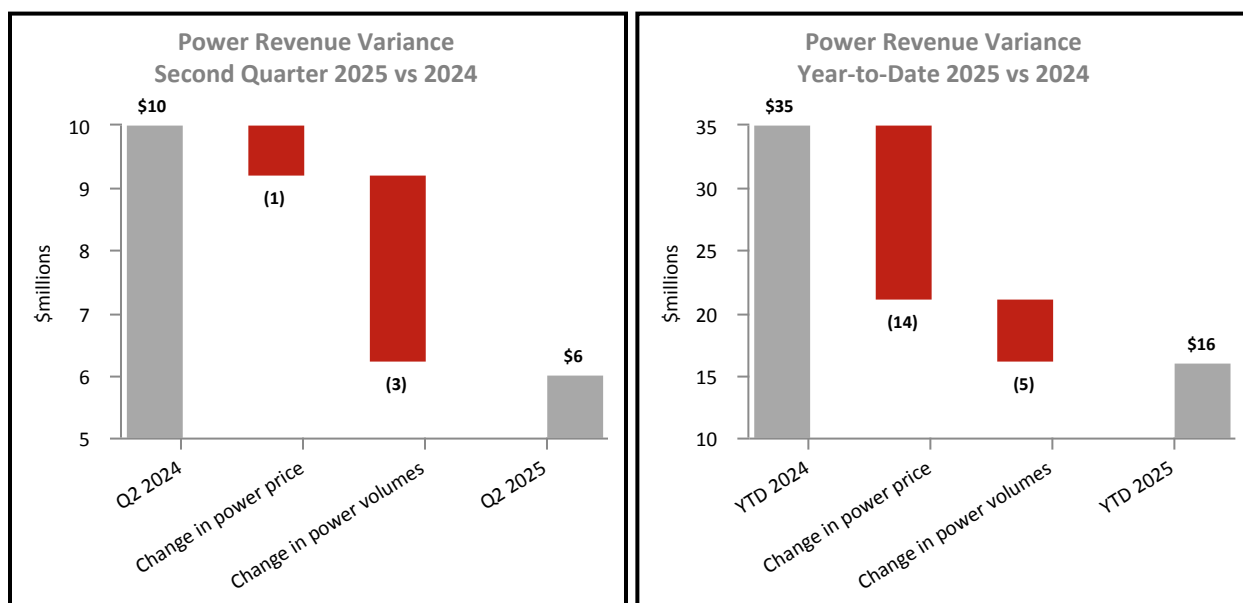 Power Revenue Variance
Second Quarter 2025 vs 2024
$millions
10
9
8
7
6
5
$10
(1)
(3)
$6
Q2 2024
Change in power price
Change in power volumes
Q2 2025
Power Revenue Variance
Year-to-Date 2025 vs 2024
$millions
35
30
25
20
15
10
$35
(14)
(5)
$16
YTD 2024
Change in power price
Change in power volumes
YTD 2025